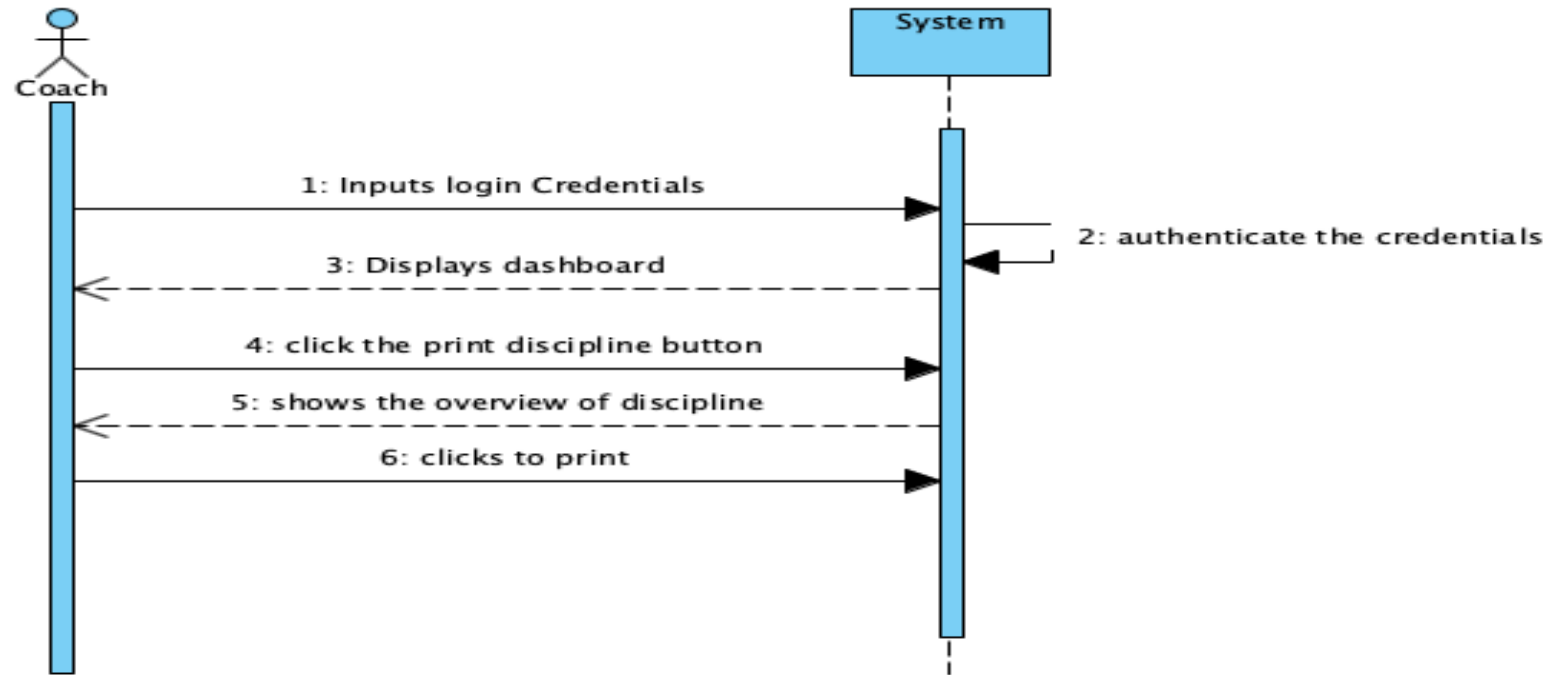 System
Coach
1: Inputs login Credentials
2: authenticate the credentials
3: Displays dashboard
4: click the print discipline button
5: shows the overview of discipline
6: clicks to print